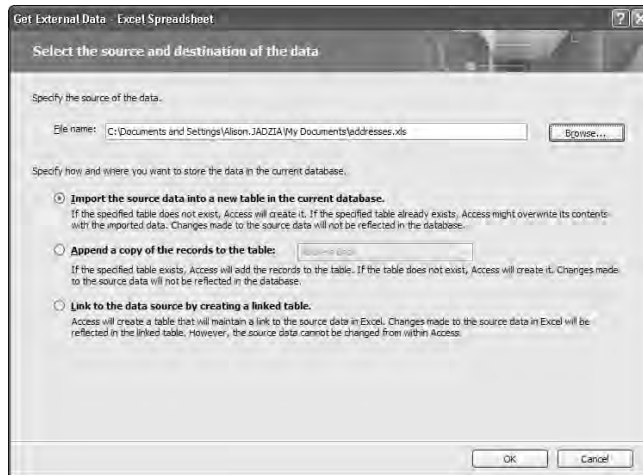 Get External Data - Excel Spreadsheet
Select the source and destination of the data
Specify the source of the data.
File name: C:\Documents and Settings\Alison.JADZIA\My Documents\addresses.xls Browse...
Specify how and where you want to store the data in the current database.
Import the source data into a new table in the current database.
If the specified table does not exist, Access will create it. If the specified table already exists, Access might overwrite its contents
with the imported data. Changes made to the source data will not be reflected in the database.
Append a copy of the records to the table:
If the specified table exists, Access will add the records to the table. If the table does not exist, Access will create it. Changes made
to the source data will not be reflected in the database.
Link to the data source by creating a linked table.
Access will create a table that will maintain a link to the source data in Excel. Changes made to the source data in Excel will be
reflected in the linked table. However, the source data cannot be changed from within Access.
OK Cancel